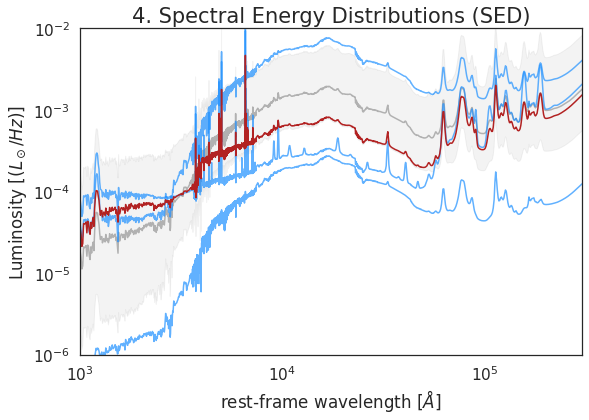 4. Spectral Energy Distributions (SED)
Luminosity [(L⊙/Hz)]
10⁻²
10⁻³
10⁻⁴
10⁻⁵
10⁻⁶
10³
10⁴
10⁵
rest-frame wavelength [Å]